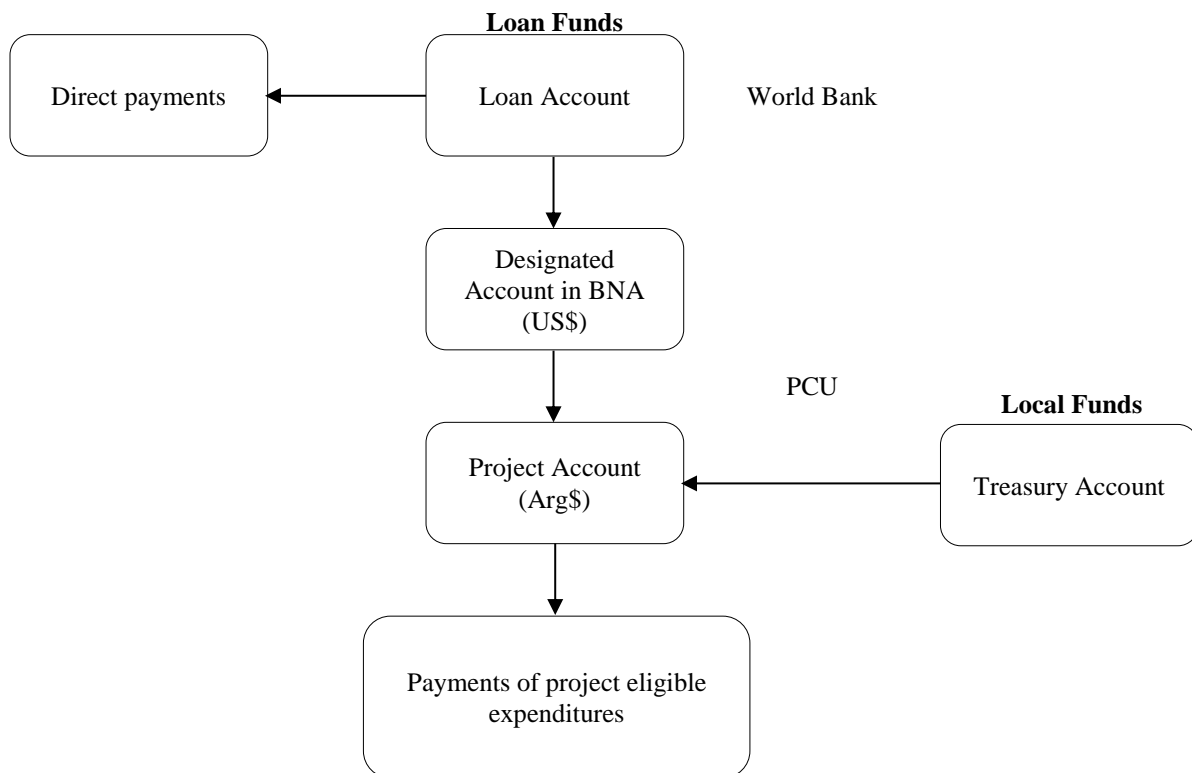 Loan Funds
Direct payments
Loan Account
World Bank
Designated
Account in BNA
(US$)
PCU
Local Funds
Project Account
(Arg$)
Treasury Account
Payments of project eligible
expenditures